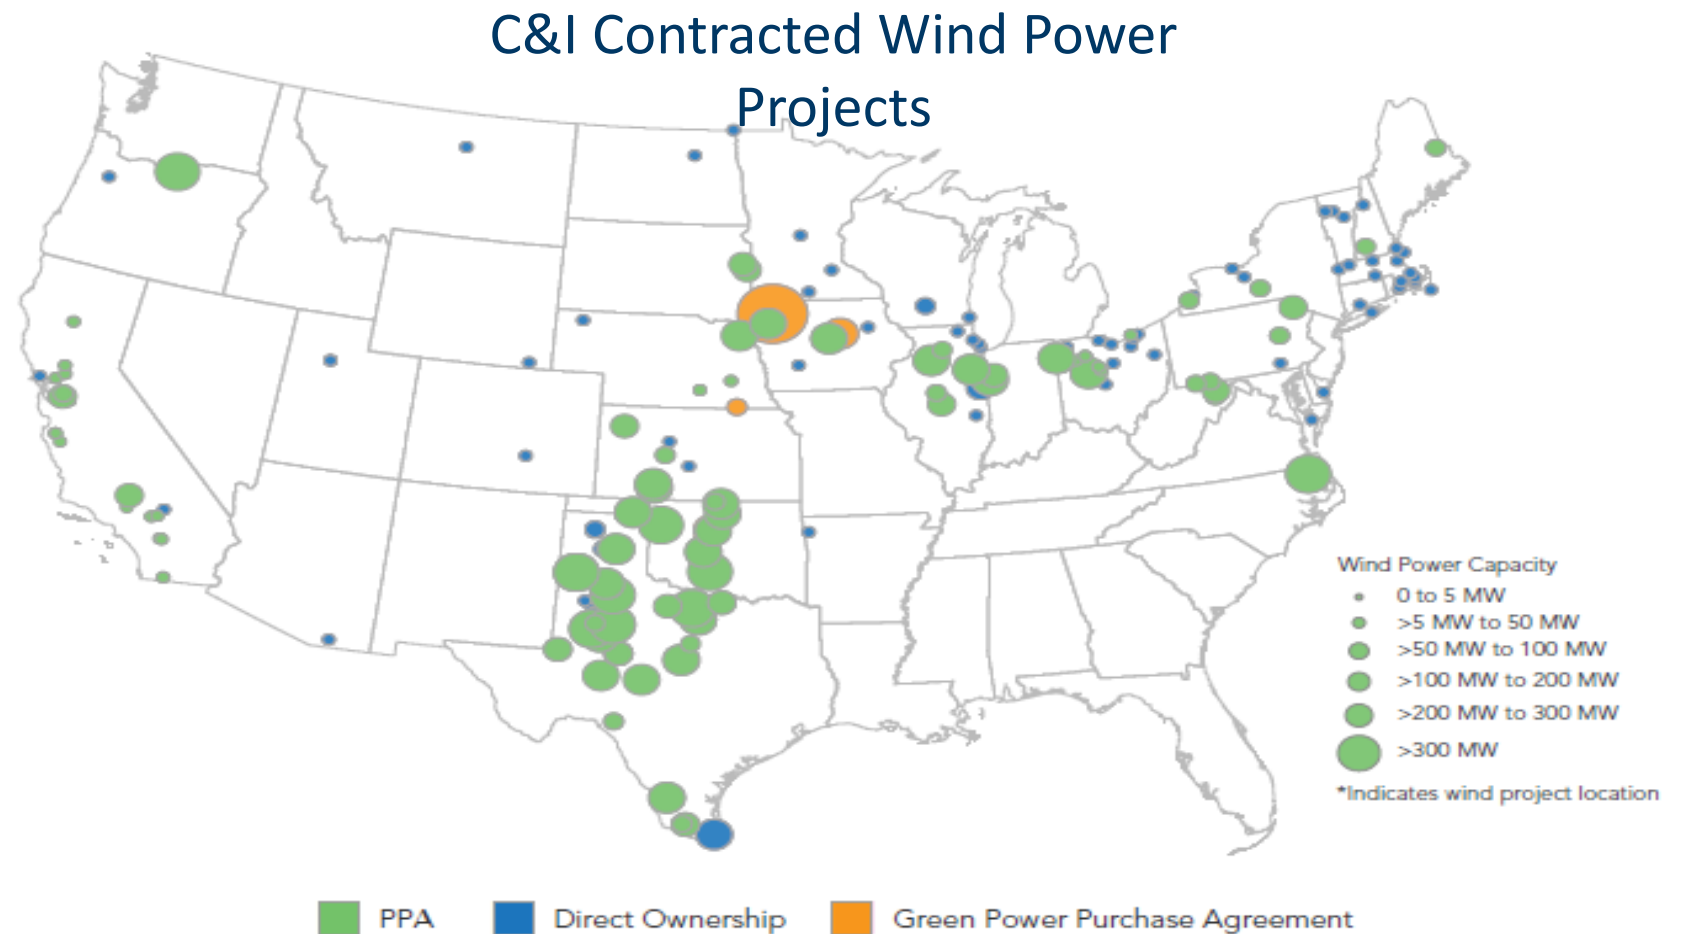 C&I Contracted Wind Power
Projects
Wind Power Capacity
0 to 5 MW
>5 MW to 50 MW
>50 MW to 100 MW
>100 MW to 200 MW
>200 MW to 300 MW
>300 MW
*Indicates wind project location
PPA
Direct Ownership
Green Power Purchase Agreement